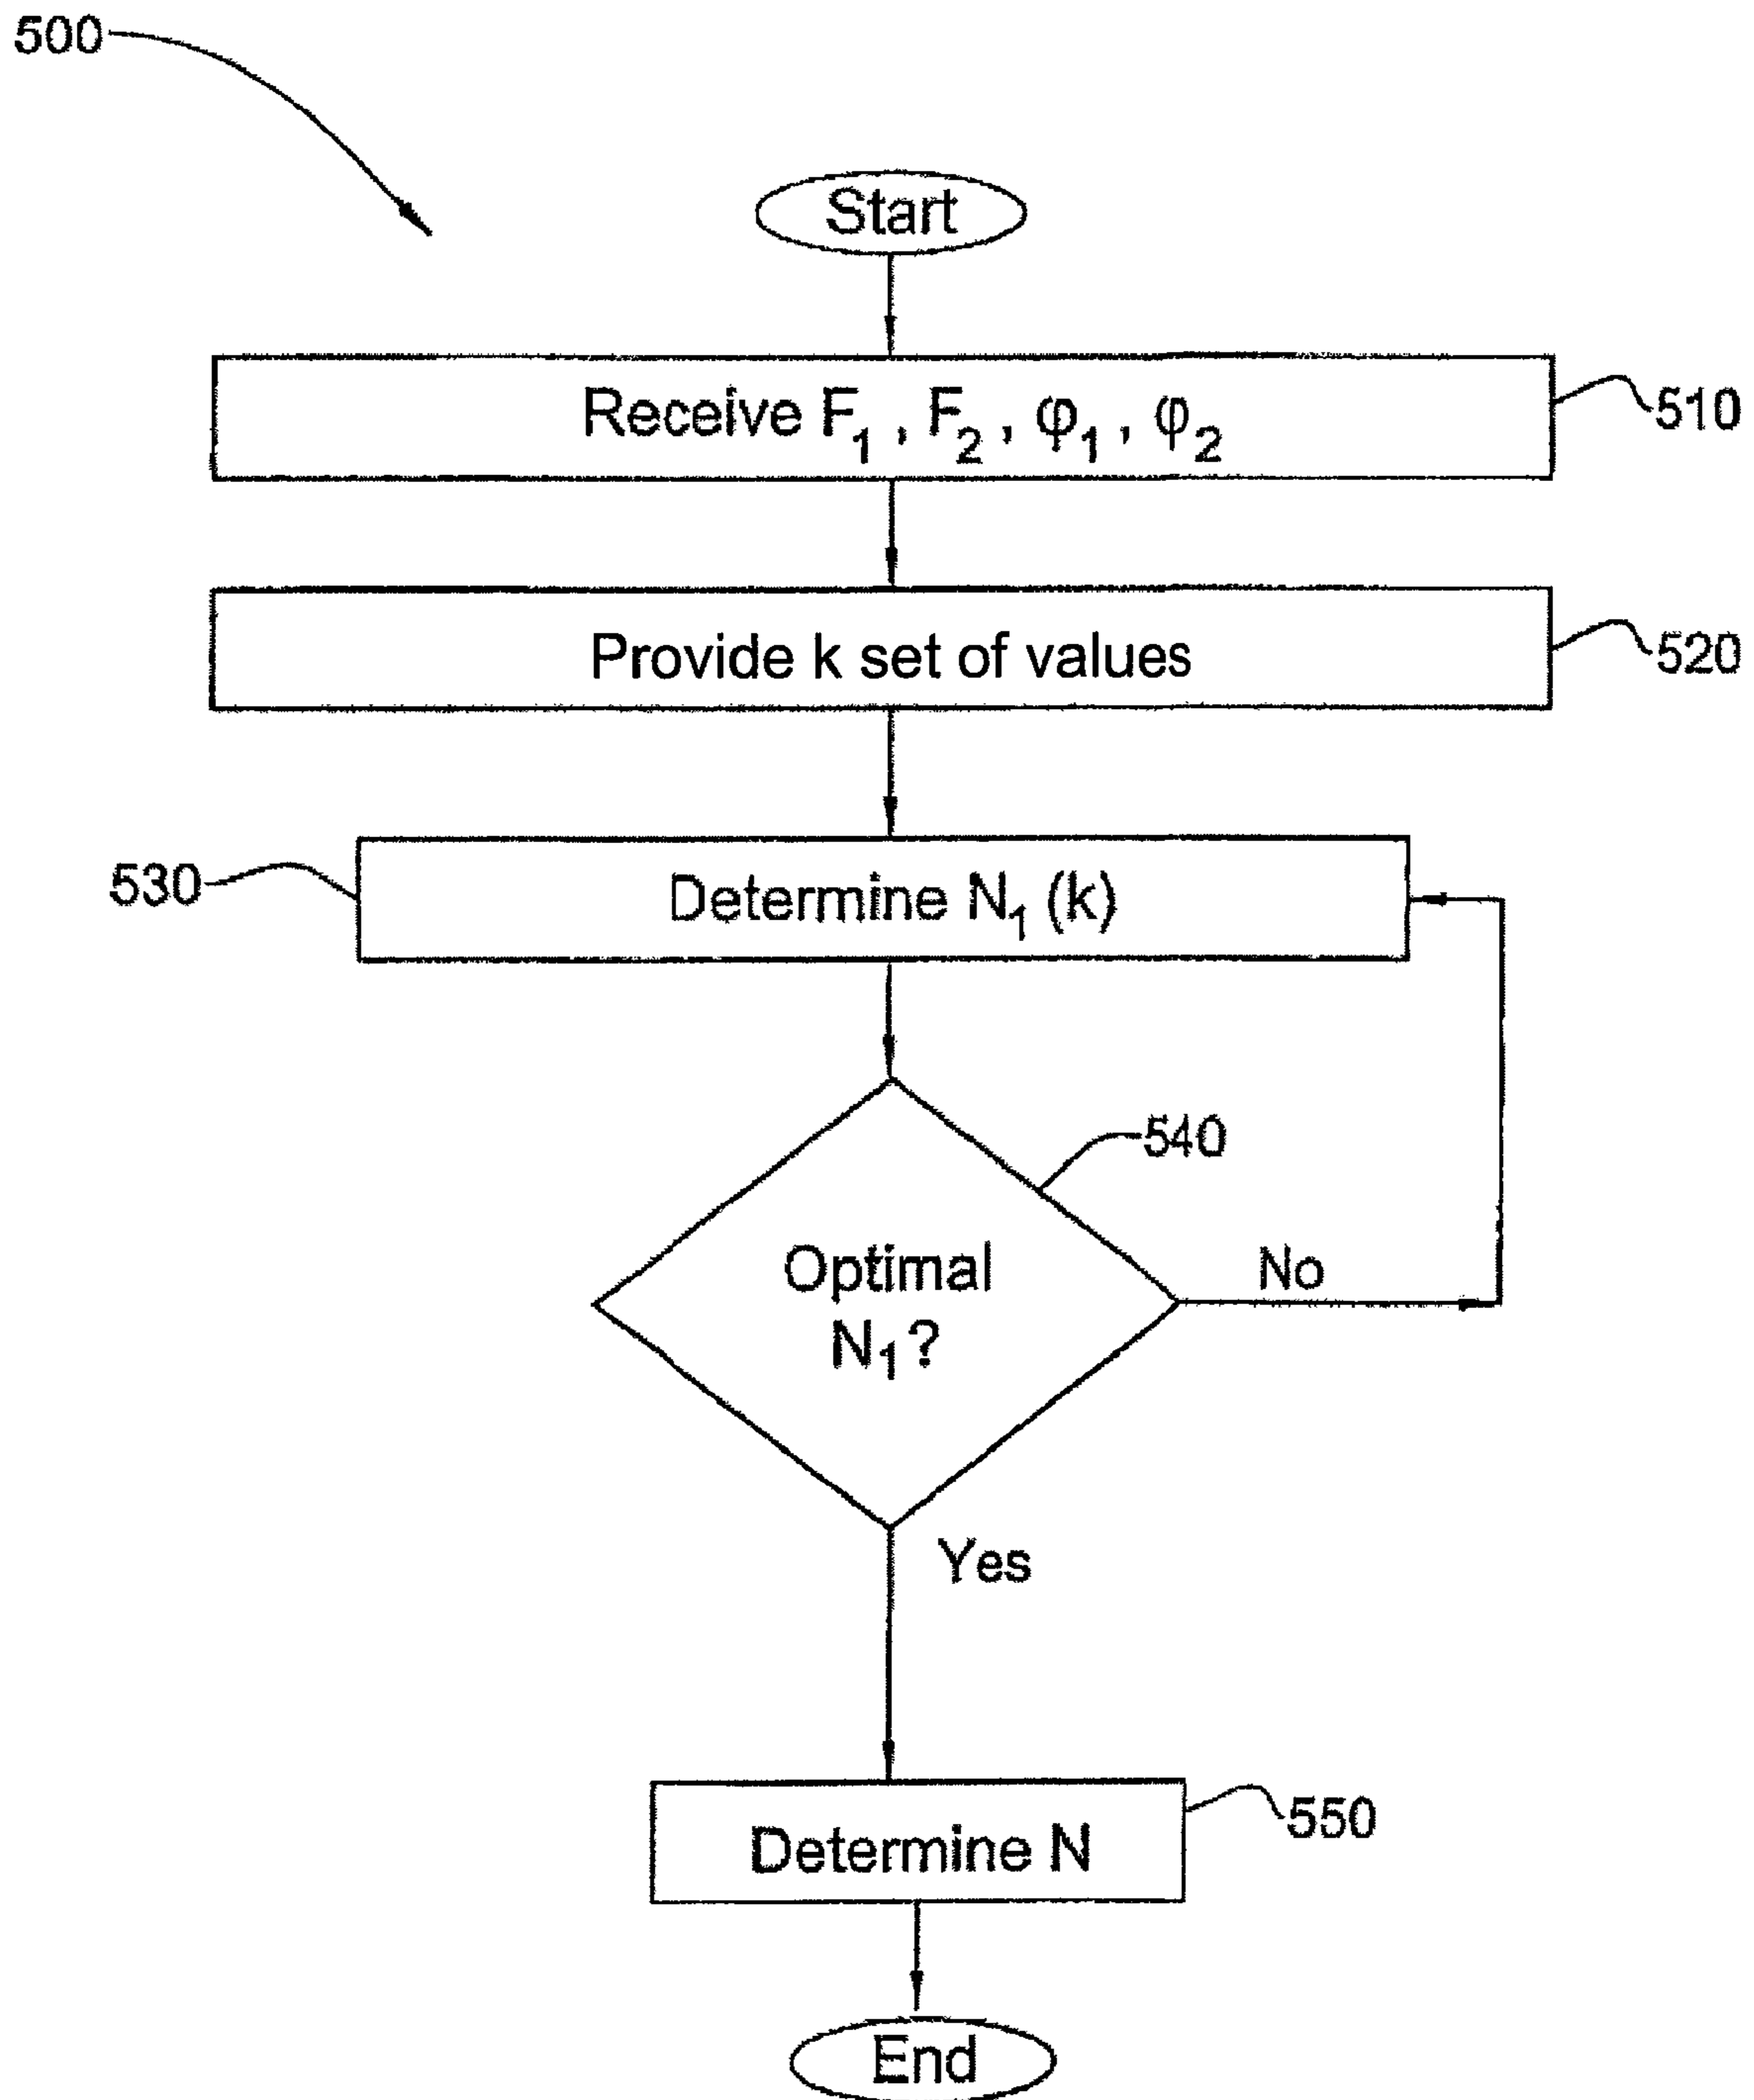 500
Start
Receive F₁ , F₂ , φ₁ , φ₂
510
Provide k set of values
520
530
Determine N₁ (k)
540
Optimal
N₁?
No
Yes
Determine N
550
End